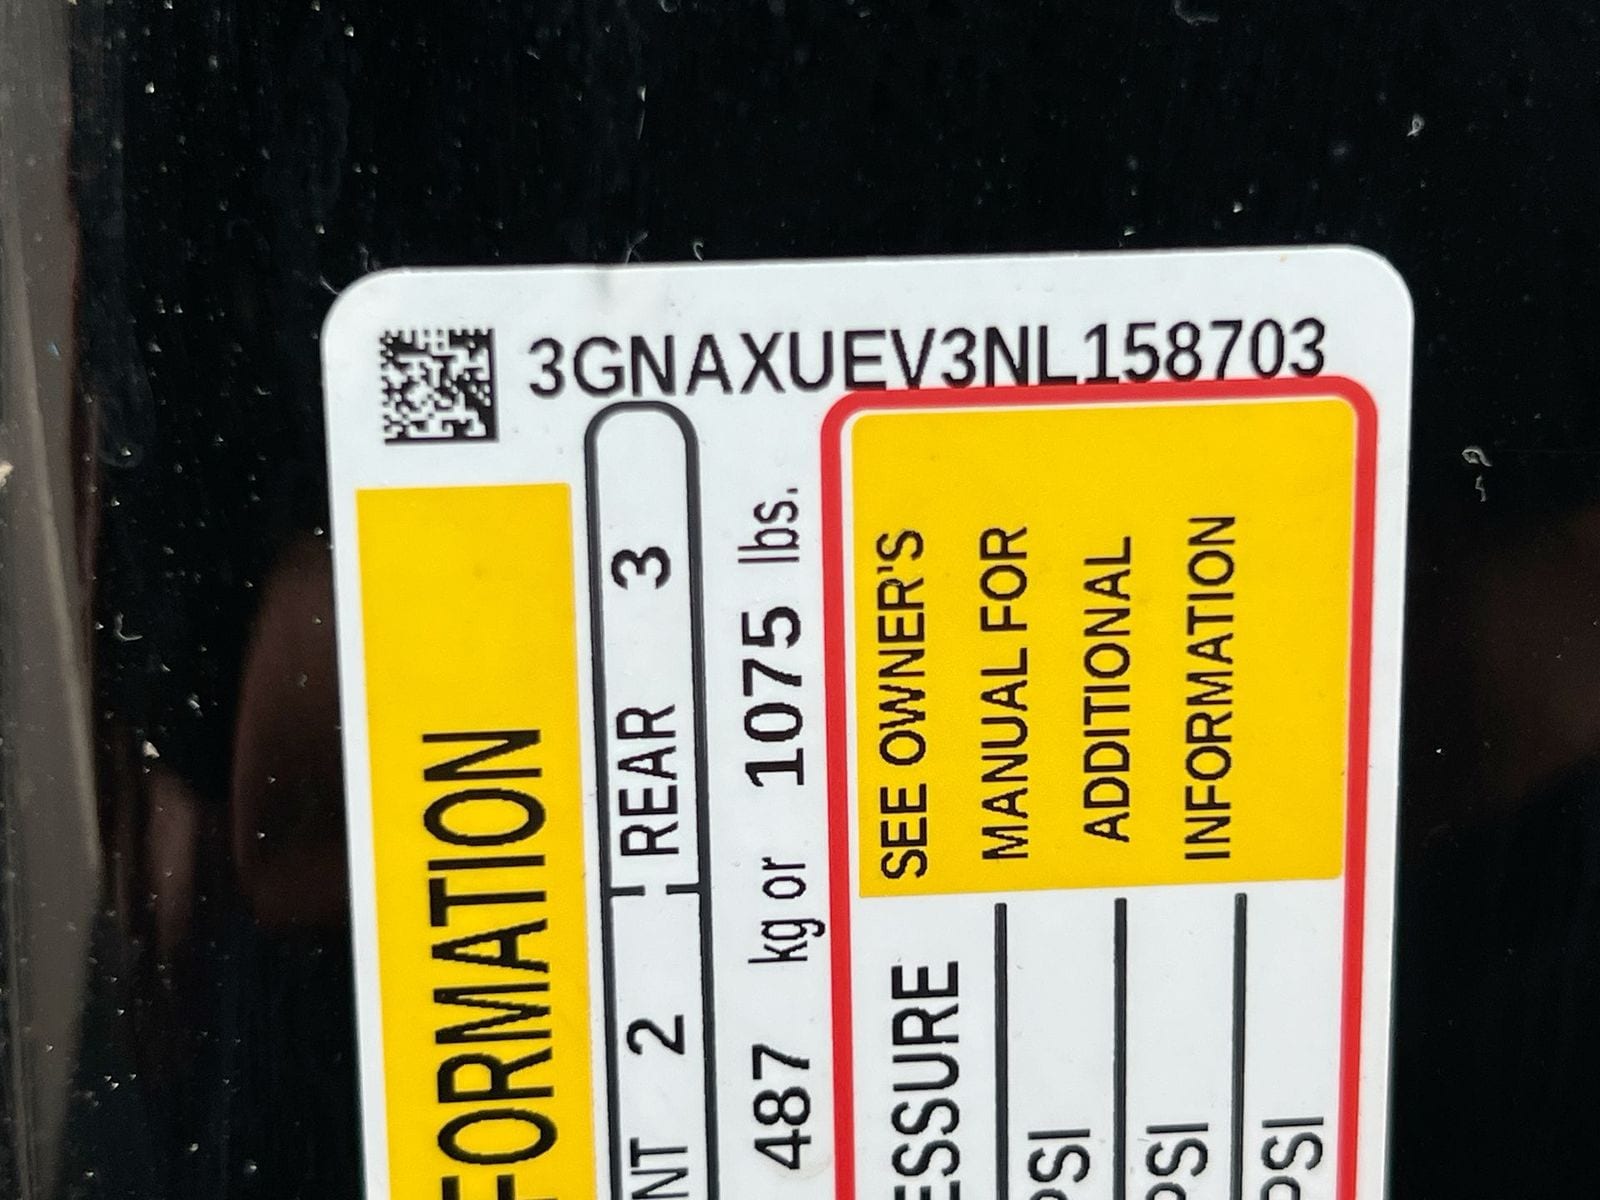 3GNAXUEV3NL158703
FORMATION
NT 2 REAR 3
487 kg or 1075 lbs.
ESSURE
SEE OWNER'S
MANUAL FOR
ADDITIONAL
INFORMATION
PSI
PSI
PSI